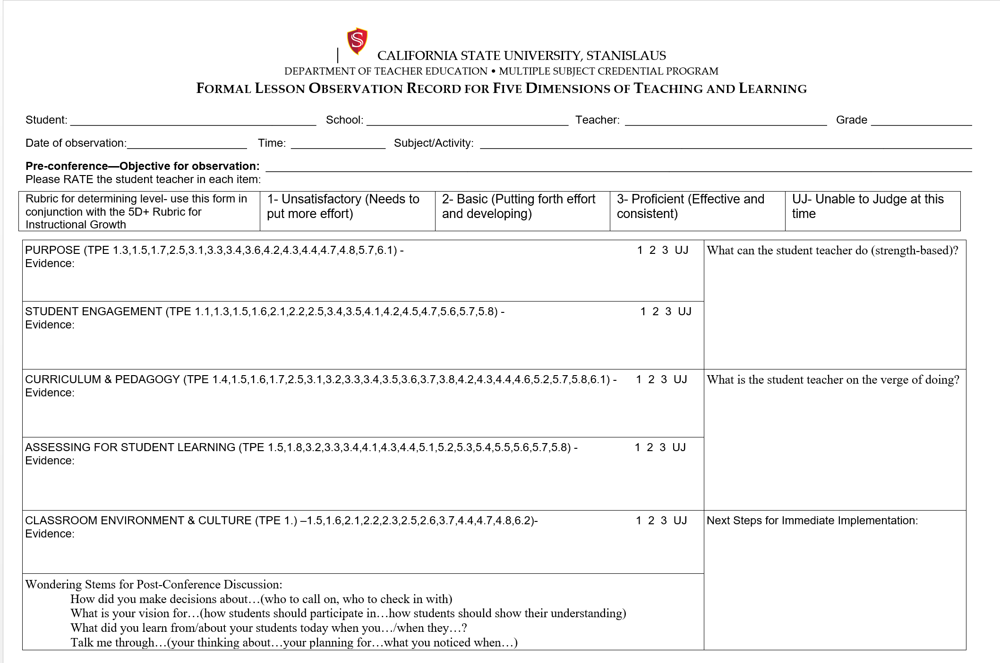 S
CALIFORNIA STATE UNIVERSITY, STANISLAUS
DEPARTMENT OF TEACHER EDUCATION • MULTIPLE SUBJECT CREDENTIAL PROGRAM
FORMAL LESSON OBSERVATION RECORD FOR FIVE DIMENSIONS OF TEACHING AND LEARNING
Student: ______ School: ______ Teacher: ______ Grade ______
Date of observation:______ Time: ______ Subject/Activity: ______
Pre-conference—Objective for observation: ______
Please RATE the student teacher in each item:
Rubric for determining level- use this form in
conjunction with the 5D+ Rubric for
Instructional Growth
1- Unsatisfactory (Needs to
put more effort)
2- Basic (Putting forth effort
and developing)
3- Proficient (Effective and
consistent)
UJ- Unable to Judge at this
time
PURPOSE (TPE 1.3,1.5,1.7,2.5,3.1,3.3,3.4,3.6,4.2,4.3,4.4,4.7,4.8,5.7,6.1) - 1 2 3 UJ
Evidence:
What can the student teacher do (strength-based)?
STUDENT ENGAGEMENT (TPE 1.1,1.3,1.5,1.6,2.1,2.2,2.5,3.4,3.5,4.1,4.2,4.5,4.7,5.6,5.7,5.8) - 1 2 3 UJ
Evidence:
CURRICULUM & PEDAGOGY (TPE 1.4,1.5,1.6,1.7,2.5,3.1,3.2,3.3,3.4,3.5,3.6,3.7,3.8,4.2,4.3,4.4,4.6,5.2,5.7,5.8,6.1) - 1 2 3 UJ
Evidence:
What is the student teacher on the verge of doing?
ASSESSING FOR STUDENT LEARNING (TPE 1.5,1.8,3.2,3.3,3.4,4.1,4.3,4.4,5.1,5.2,5.3,5.4,5.5,5.6,5.7,5.8) - 1 2 3 UJ
Evidence:
CLASSROOM ENVIRONMENT & CULTURE (TPE 1.) –1.5,1.6,2.1,2.2,2.3,2.5,2.6,3.7,4.4,4.7,4.8,6.2)- 1 2 3 UJ
Evidence:
Next Steps for Immediate Implementation:
Wondering Stems for Post-Conference Discussion:
How did you make decisions about…(who to call on, who to check in with)
What is your vision for…(how students should participate in…how students should show their understanding)
What did you learn from/about your students today when you…/when they…?
Talk me through…(your thinking about…your planning for…what you noticed when…)